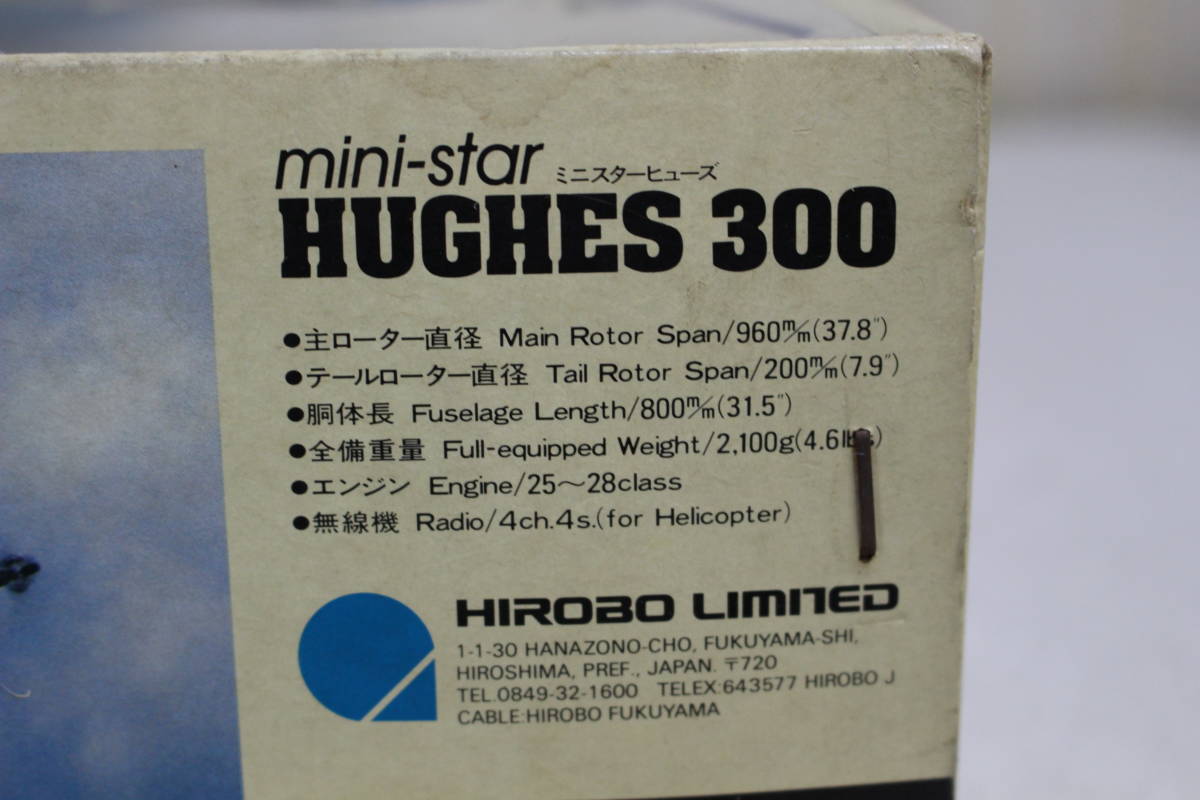 mini-star ミニスターヒューズ
HUGHES 300
●主ローター直径 Main Rotor Span/960m/m(37.8")
●テールローター直径 Tail Rotor Span/200m/m(7.9")
●胴体長 Fuselage Length/800m/m(31.5")
●全備重量 Full-equipped Weight/2,100g(4.6lbs)
●エンジン Engine/25〜28class
●無線機 Radio/4ch.4s.(for Helicopter)
HIROBO LIMITED
1-1-30 HANAZONO-CHO, FUKUYAMA-SHI,
HIROSHIMA, PREF., JAPAN. 〒720
TEL.0849-32-1600 TELEX:643577 HIROBO J
CABLE:HIROBO FUKUYAMA